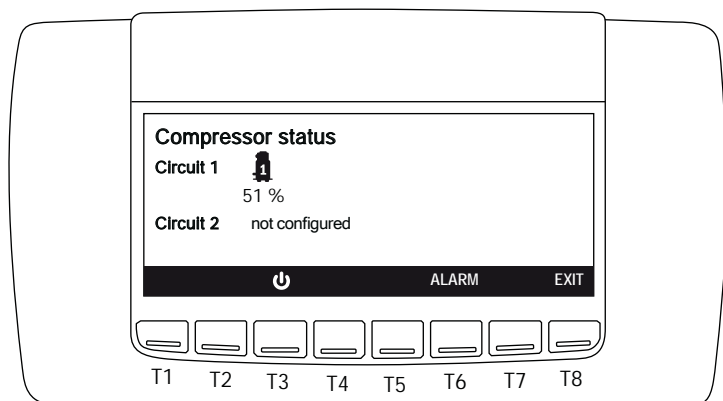 Compressor status
Circuit 1 1
51 %
Circuit 2 not configured
ALARM EXIT
T1 T2 T3 T4 T5 T6 T7 T8